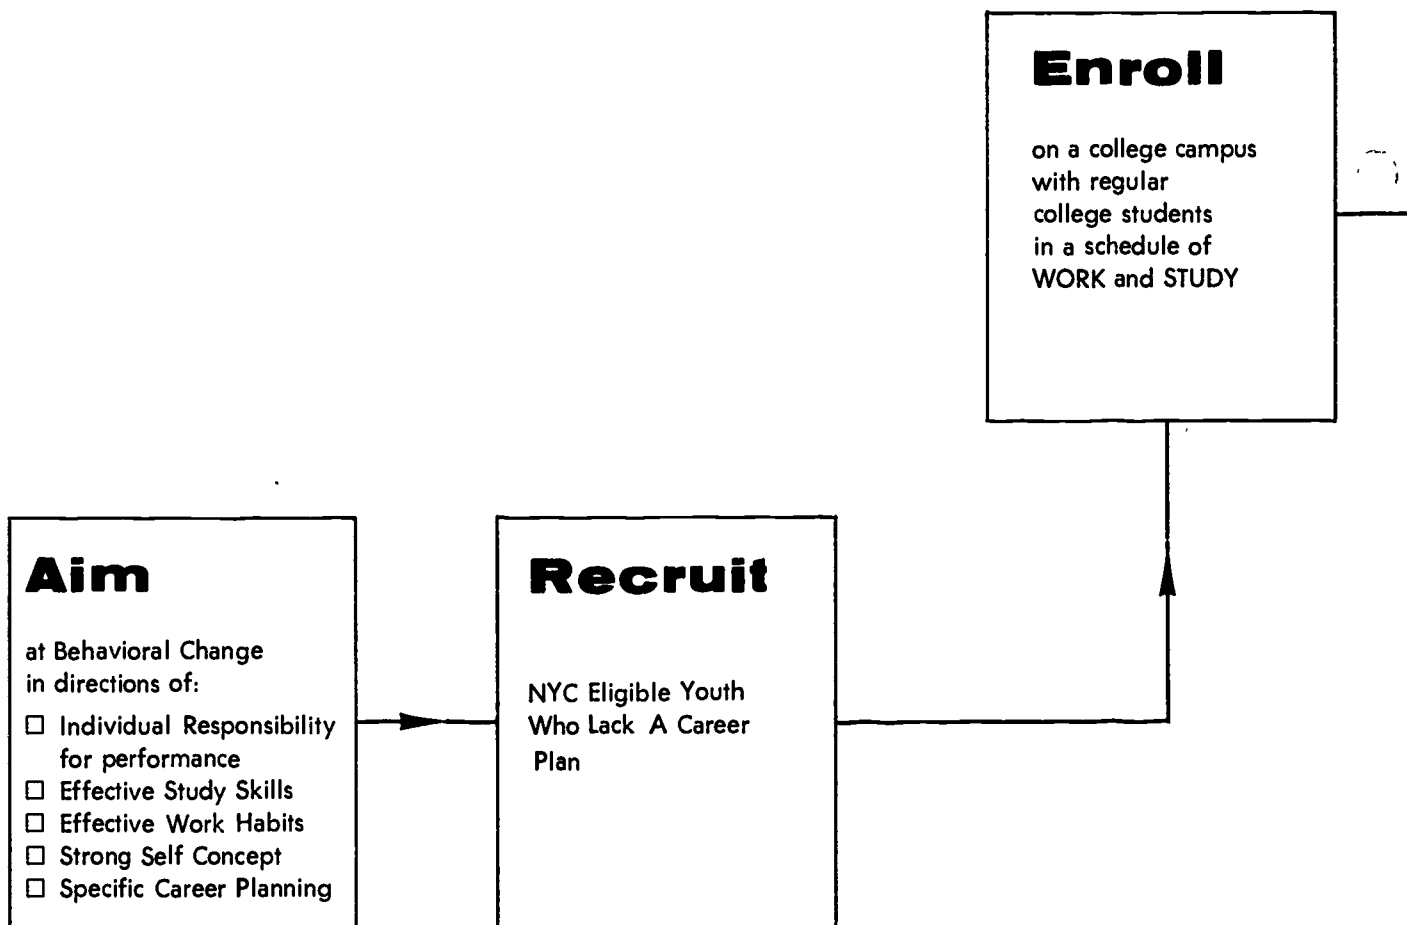 Enroll
on a college campus
with regular
college students
in a schedule of
WORK and STUDY
Aim
at Behavioral Change
in directions of:
☐ Individual Responsibility
for performance
☐ Effective Study Skills
☐ Effective Work Habits
☐ Strong Self Concept
☐ Specific Career Planning
Recruit
NYC Eligible Youth
Who Lack A Career
Plan